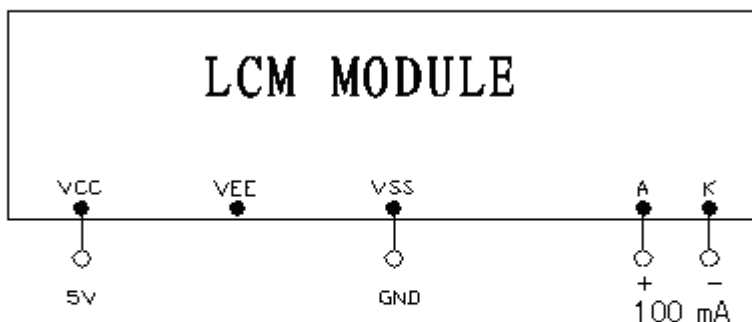 LCM MODULE
VCC VEE VSS A K
5V GND + -
100 mA